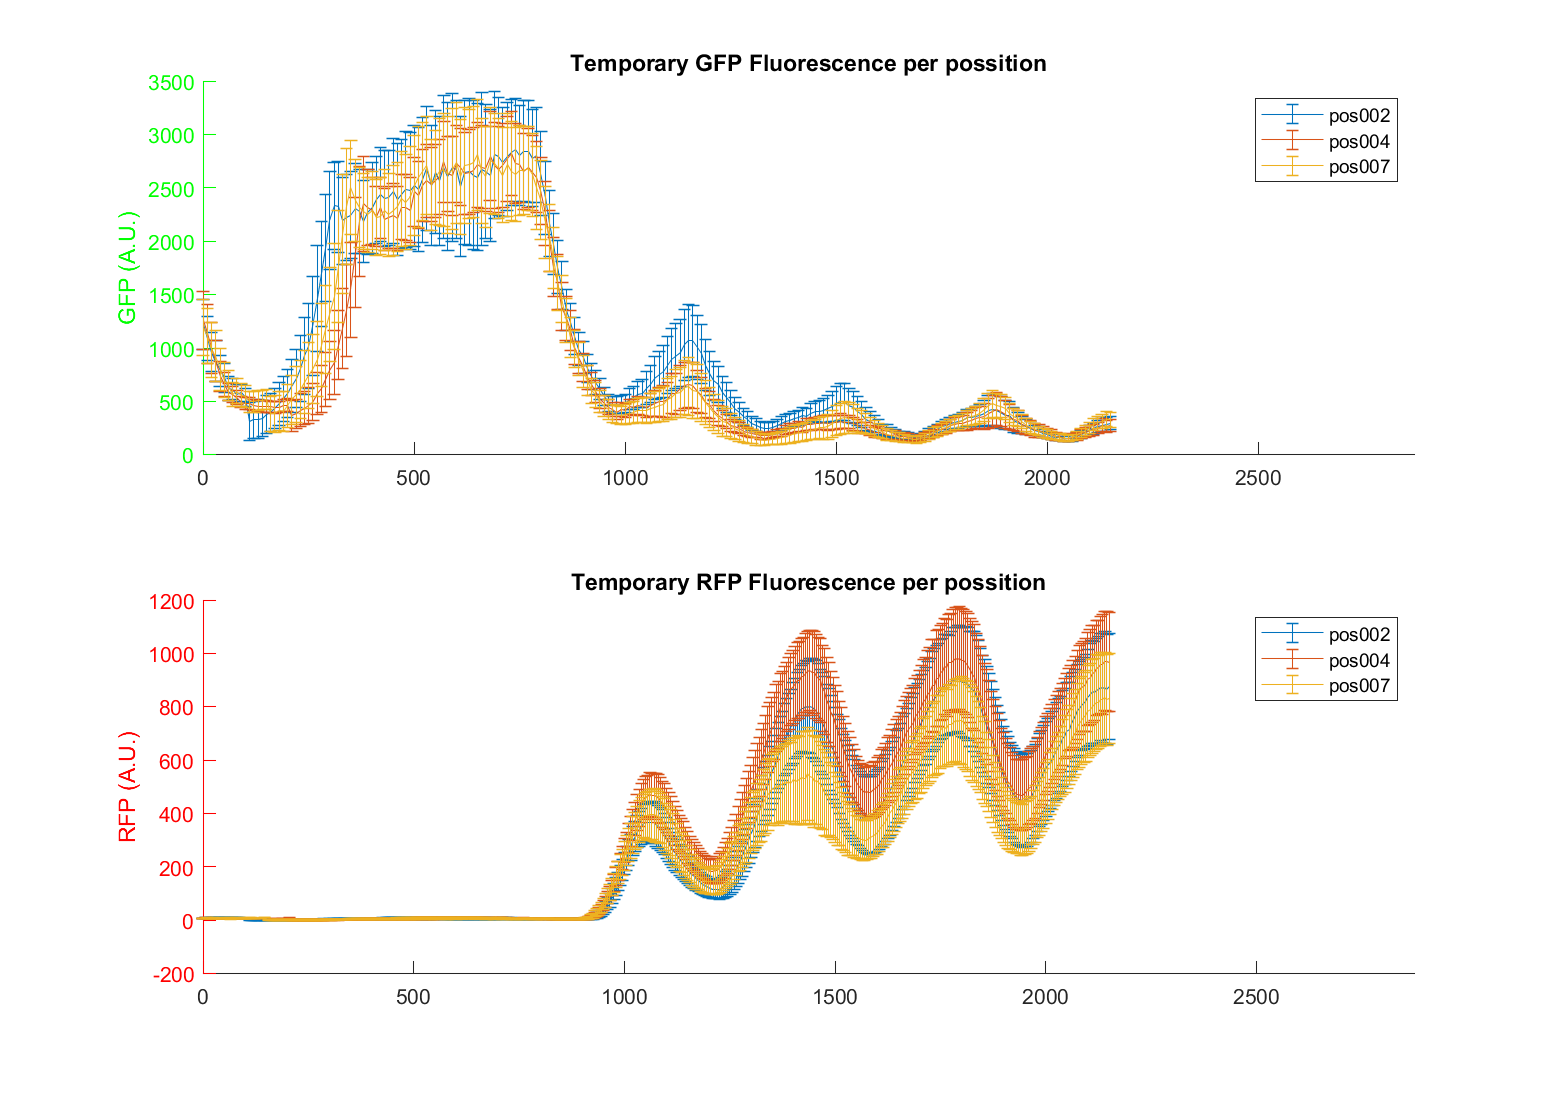 Temporary GFP Fluorescence per possition
GFP (A.U.)
3500
3000
2500
2000
1500
1000
500
0
0 500 1000 1500 2000 2500
pos002
pos004
pos007
Temporary RFP Fluorescence per possition
RFP (A.U.)
1200
1000
800
600
400
200
0
-200
0 500 1000 1500 2000 2500
pos002
pos004
pos007